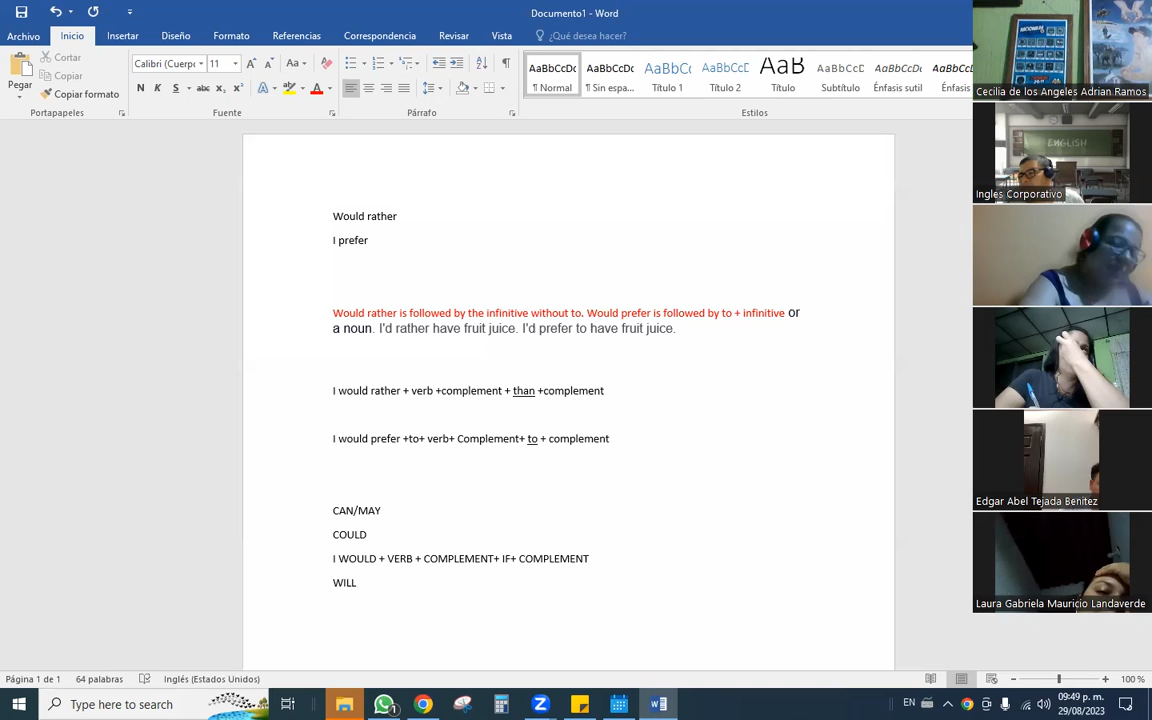 Documento1 - Word
Archivo Inicio Insertar Diseño Formato Referencias Correspondencia Revisar Vista ¿Qué desea hacer?
Pegar
Cortar
Copiar
Copiar formato
Portapapeles
Calibri (Cuerpo 11
N K S abc x₂ x²
Fuente
Párrafo
AaBbCcDc AaBbCcDc AaBbCc AaBbCcD AaB AaBbCcD AaBbCcDc AaBbCcDc
¶ Normal ¶ Sin espa... Título 1 Título 2 Título Subtítulo Énfasis sutil Énfasis
Estilos
Would rather
I prefer
Would rather is followed by the infinitive without to. Would prefer is followed by to + infinitive or
a noun. I'd rather have fruit juice. I'd prefer to have fruit juice.
I would rather + verb +complement + than +complement
I would prefer +to+ verb+ Complement+ to + complement
CAN/MAY
COULD
I WOULD + VERB + COMPLEMENT+ IF+ COMPLEMENT
WILL
Cecilia de los Angeles Adrian Ramos
ENGLISH
Ingles Corporativo
Edgar Abel Tejada Benitez
Laura Gabriela Mauricio Landaverde
Página 1 de 1 64 palabras Inglés (Estados Unidos)
100 %
Type here to search
EN
09:49 p. m.
29/08/2023